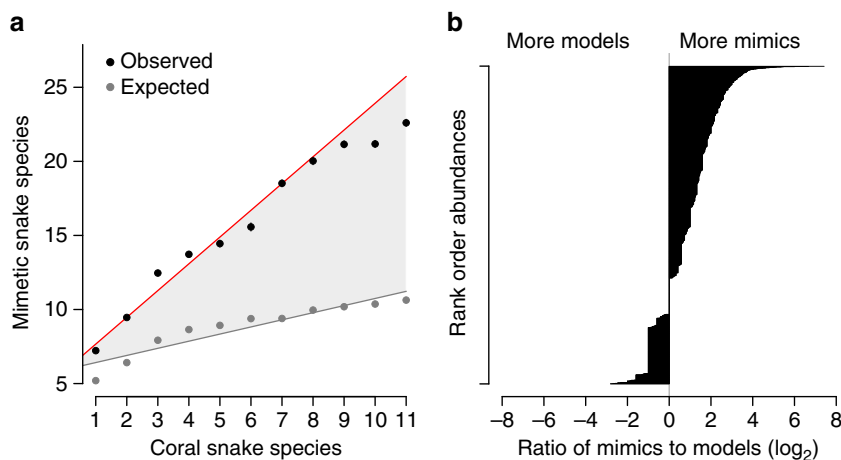 a
Observed
Expected
Mimetic snake species
25
20
15
10
5
1 2 3 4 5 6 7 8 9 10 11
Coral snake species
b
More models More mimics
Rank order abundances
−8 −6 −4 −2 0 2 4 6 8
Ratio of mimics to models (log₂)